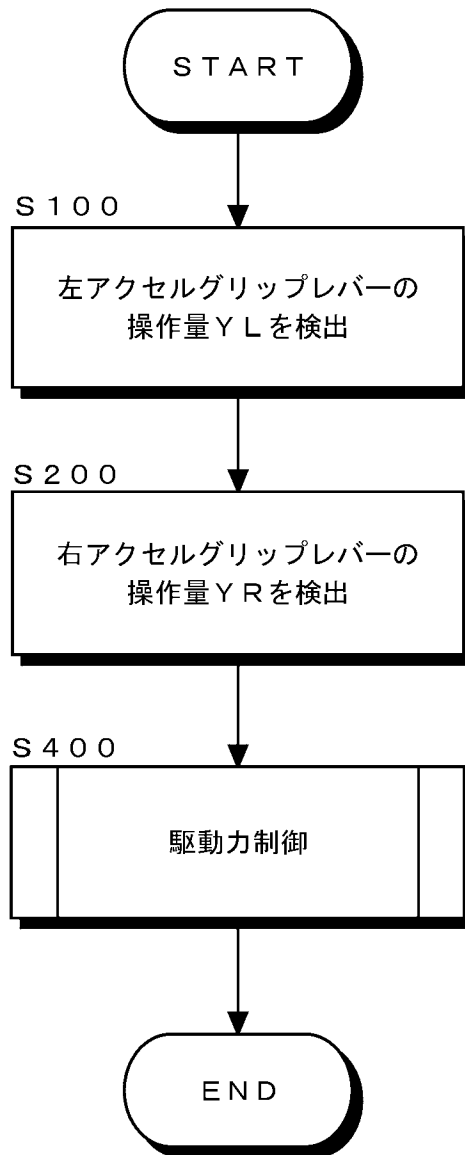 ＳＴＡＲＴ
Ｓ１００
左アクセルグリップレバーの
操作量ＹＬを検出
Ｓ２００
右アクセルグリップレバーの
操作量ＹＲを検出
Ｓ４００
駆動力制御
ＥＮＤ